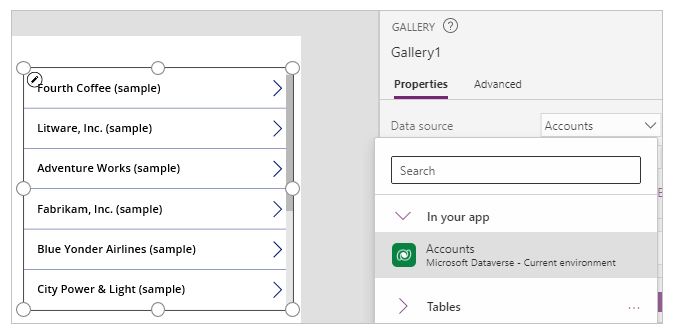 GALLERY ?
Gallery1
Properties Advanced
Data source Accounts
Search
In your app
Accounts
Microsoft Dataverse - Current environment
Tables ...
Fourth Coffee (sample)
Litware, Inc. (sample)
Adventure Works (sample)
Fabrikam, Inc. (sample)
Blue Yonder Airlines (sample)
City Power & Light (sample)